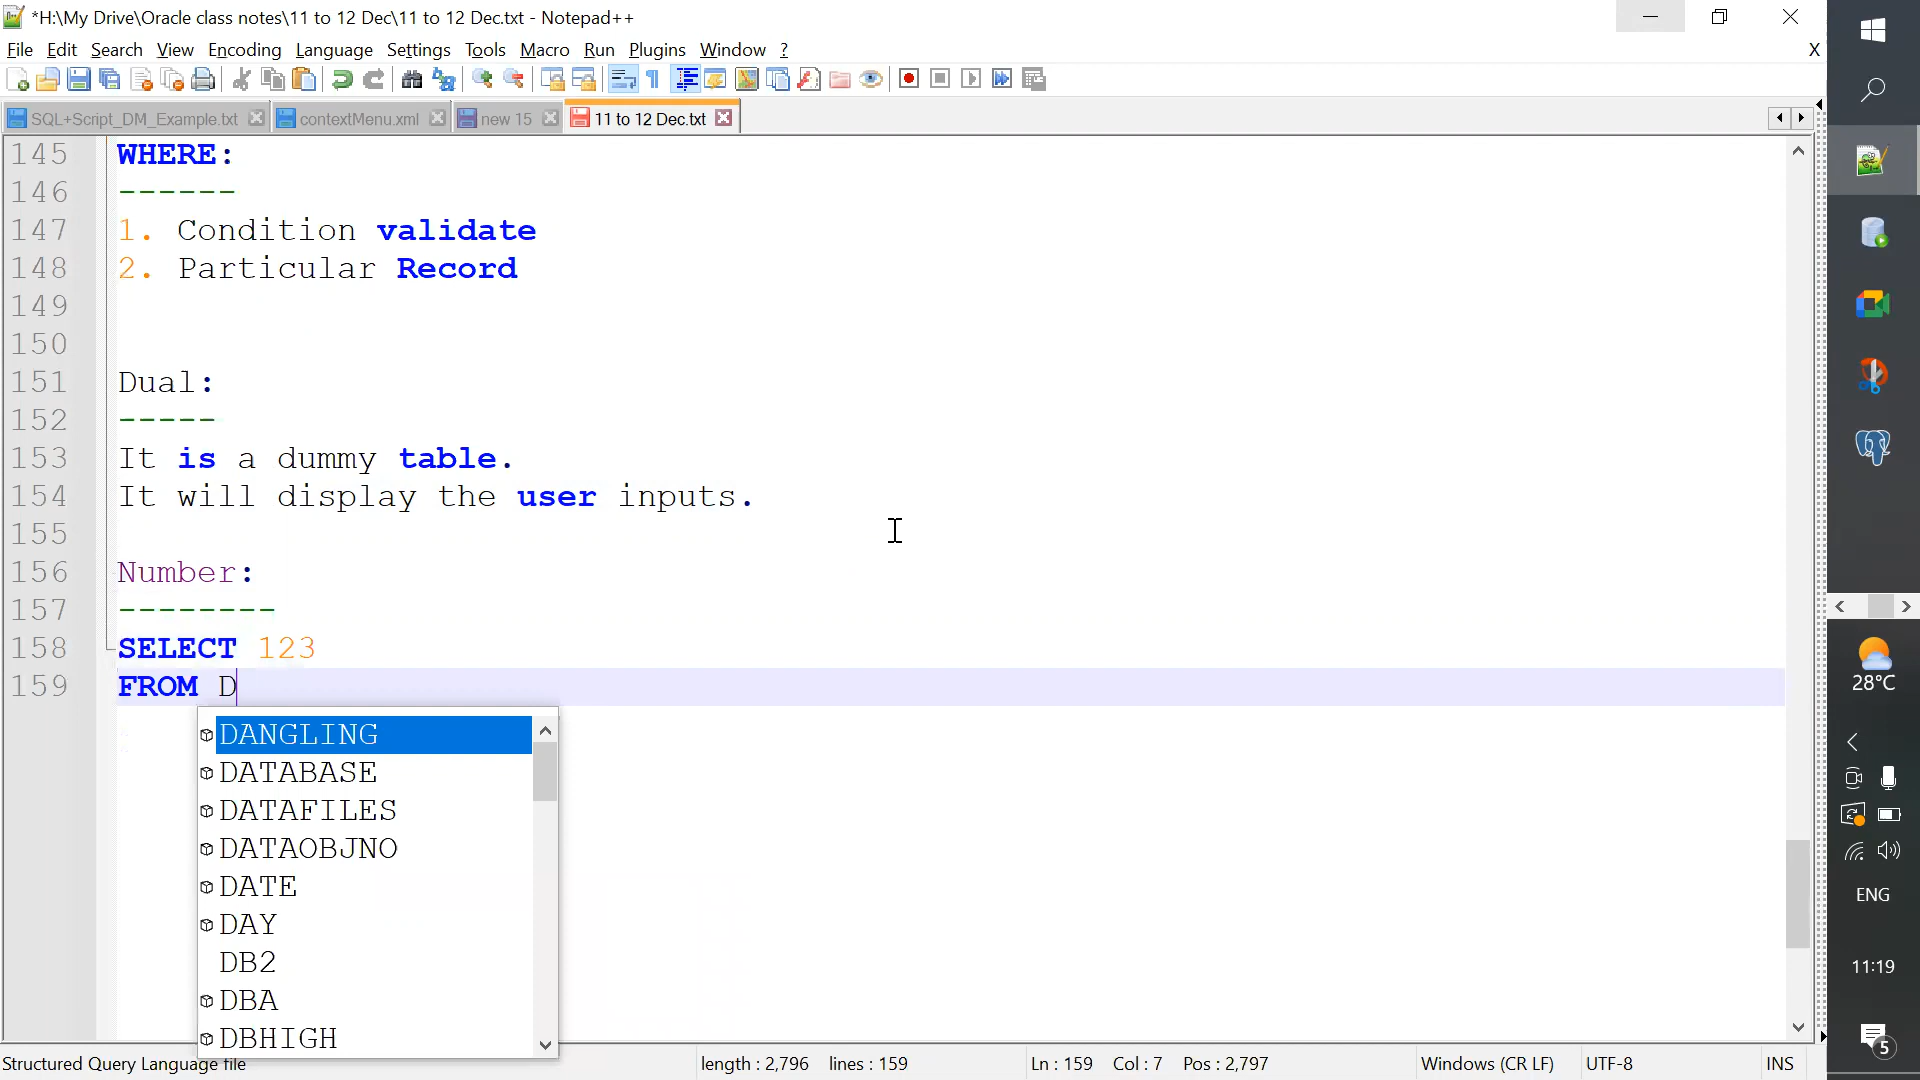 *H:\My Drive\Oracle class notes\11 to 12 Dec\11 to 12 Dec.txt - Notepad++
File Edit Search View Encoding Language Settings Tools Macro Run Plugins Window ? X
SQL+Script_DM_Example.txt contextMenu.xml new 15 11 to 12 Dec.txt
145 WHERE:
146 ------
147 1. Condition validate
148 2. Particular Record
149
150
151 Dual:
152 -----
153 It is a dummy table.
154 It will display the user inputs.
155
156 Number:
157 --------
158 SELECT 123
159 FROM D
DANGLING
DATABASE
DATAFILES
DATAOBJNO
DATE
DAY
DB2
DBA
DBHIGH
Structured Query Language file length : 2,796 lines : 159 Ln : 159 Col : 7 Pos : 2,797 Windows (CR LF) UTF-8 INS
28°C
ENG
11:19
5